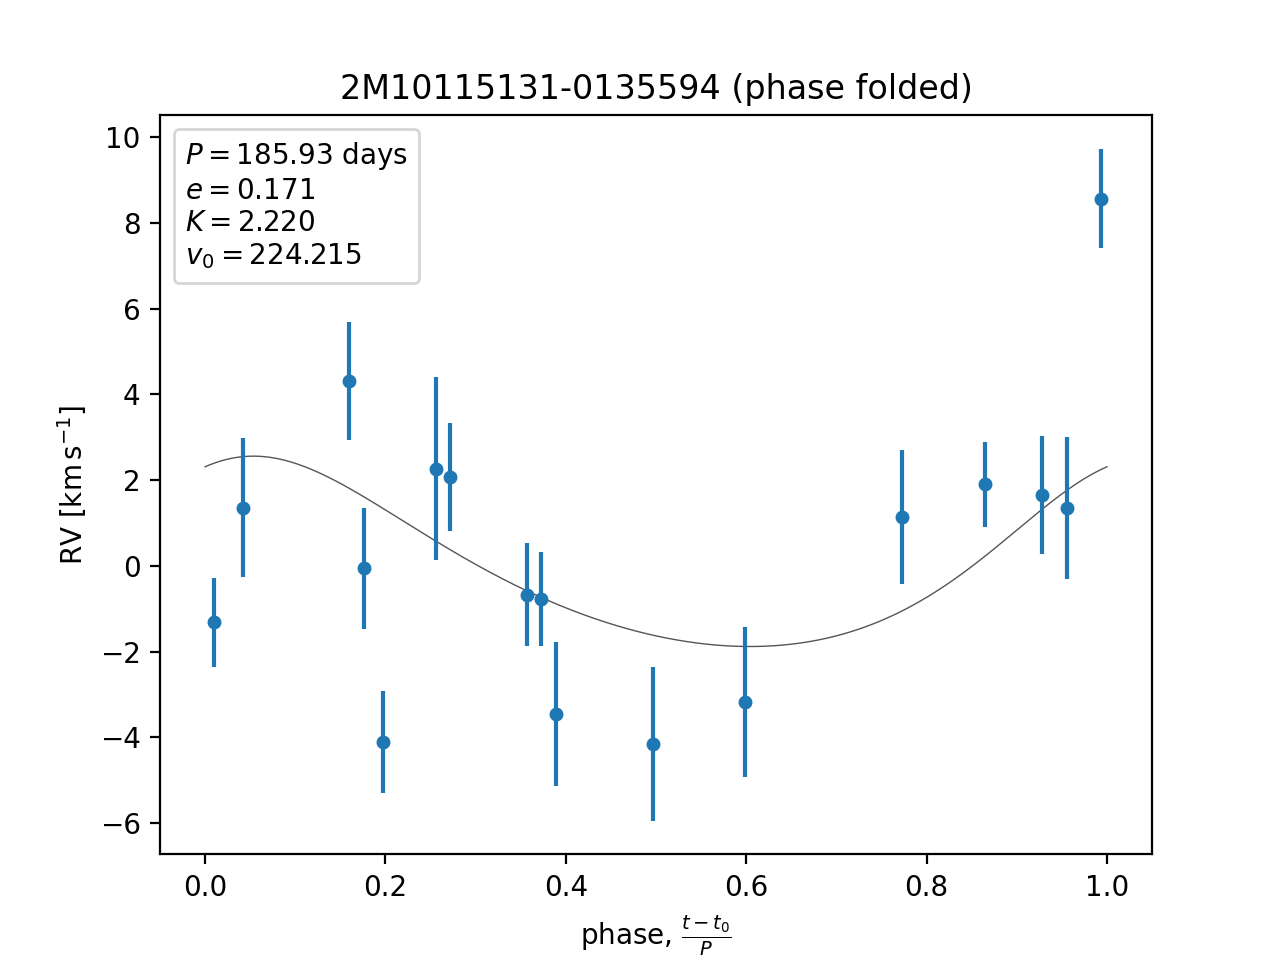 2M10115131-0135594 (phase folded)
P = 185.93 days
e = 0.171
K = 2.220
v₀ = 224.215
10
8
6
4
2
0
−2
−4
−6
RV [km s⁻¹]
0.0 0.2 0.4 0.6 0.8 1.0
phase, (t − t₀)/P